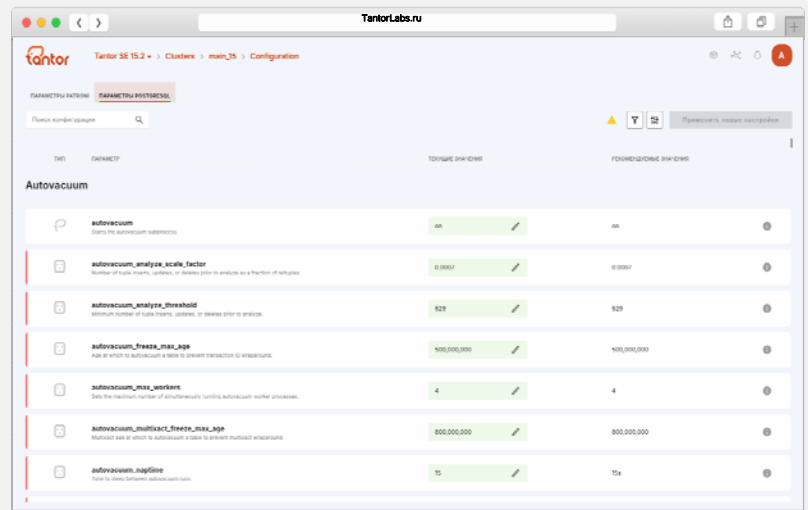 TantorLabs.ru
tantor
Tantor SE 15.2 > Clusters > main_15 > Configuration
A
ПАРАМЕТРЫ PATRONI ПАРАМЕТРЫ POSTGRESQL
Поиск конфигурации
Применить новые настройки
ТИП ПАРАМЕТР ТЕКУЩИЕ ЗНАЧЕНИЯ РЕКОМЕНДУЕМЫЕ ЗНАЧЕНИЯ
Autovacuum
autovacuum
on on
Starts the autovacuum subprocess.
autovacuum_analyze_scale_factor
0.0007 0.0007
Number of tuple inserts, updates, or deletes prior to analyze as a fraction of reltuples.
autovacuum_analyze_threshold
929 929
Minimum number of tuple inserts, updates, or deletes prior to analyze.
autovacuum_freeze_max_age
500,000,000 500,000,000
Age at which to autovacuum a table to prevent transaction ID wraparound.
autovacuum_max_workers
4 4
Sets the maximum number of simultaneously running autovacuum worker processes.
autovacuum_multixact_freeze_max_age
800,000,000 800,000,000
Multixact age at which to autovacuum a table to prevent multixact wraparound.
autovacuum_naptime
15 15s
Time to sleep between autovacuum runs.